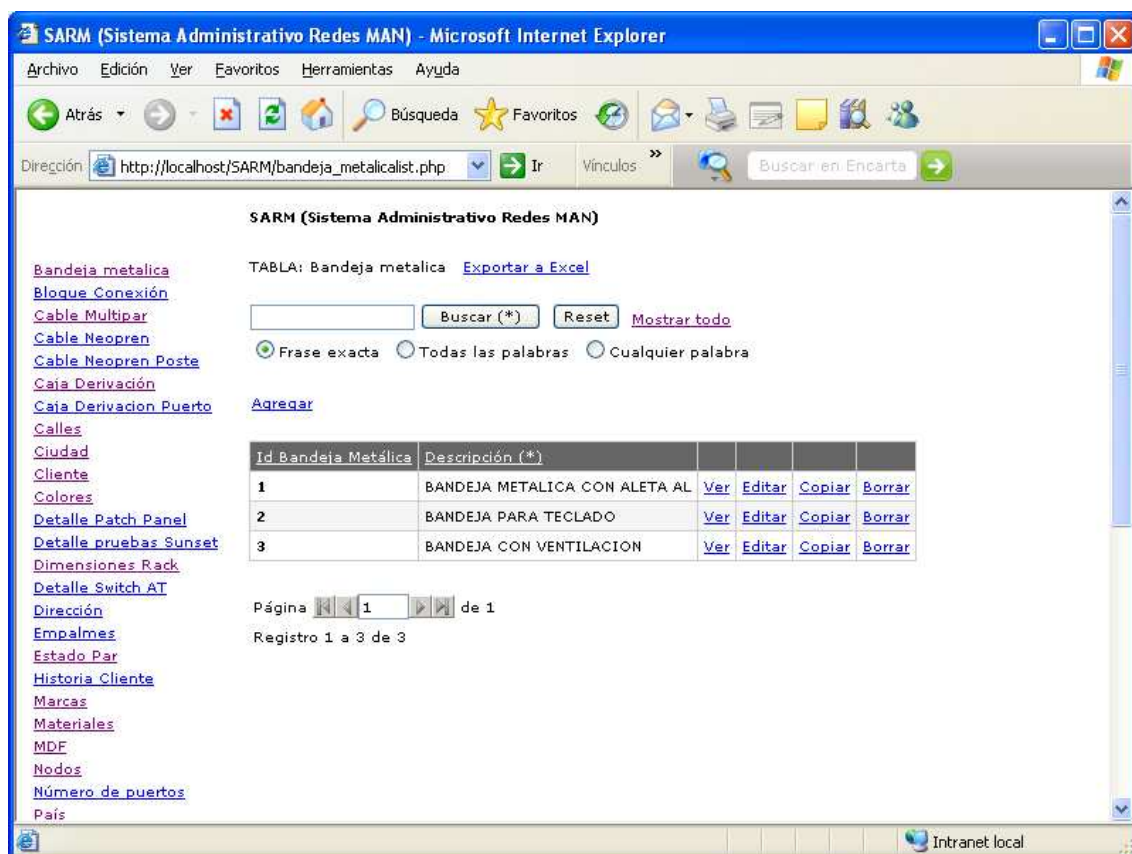 SARM (Sistema Administrativo Redes MAN) - Microsoft Internet Explorer
Archivo Edición Ver Favoritos Herramientas Ayuda
Atrás Búsqueda Favoritos
Dirección http://localhost/SARM/bandeja_metalicalist.php Ir Vínculos » Buscar en Encarta
SARM (Sistema Administrativo Redes MAN)
Bandeja metalica
Bloque Conexión
Cable Multipar
Cable Neopren
Cable Neopren Poste
Caja Derivación
Caja Derivacion Puerto
Calles
Ciudad
Cliente
Colores
Detalle Patch Panel
Detalle pruebas Sunset
Dimensiones Rack
Detalle Switch AT
Dirección
Empalmes
Estado Par
Historia Cliente
Marcas
Materiales
MDF
Nodos
Número de puertos
País
TABLA: Bandeja metalica Exportar a Excel
Buscar (*) Reset Mostrar todo
Frase exacta Todas las palabras Cualquier palabra
Agregar
Id Bandeja Metálica Descripción (*)
1 BANDEJA METALICA CON ALETA AL Ver Editar Copiar Borrar
2 BANDEJA PARA TECLADO Ver Editar Copiar Borrar
3 BANDEJA CON VENTILACION Ver Editar Copiar Borrar
Página 1 de 1
Registro 1 a 3 de 3
Intranet local